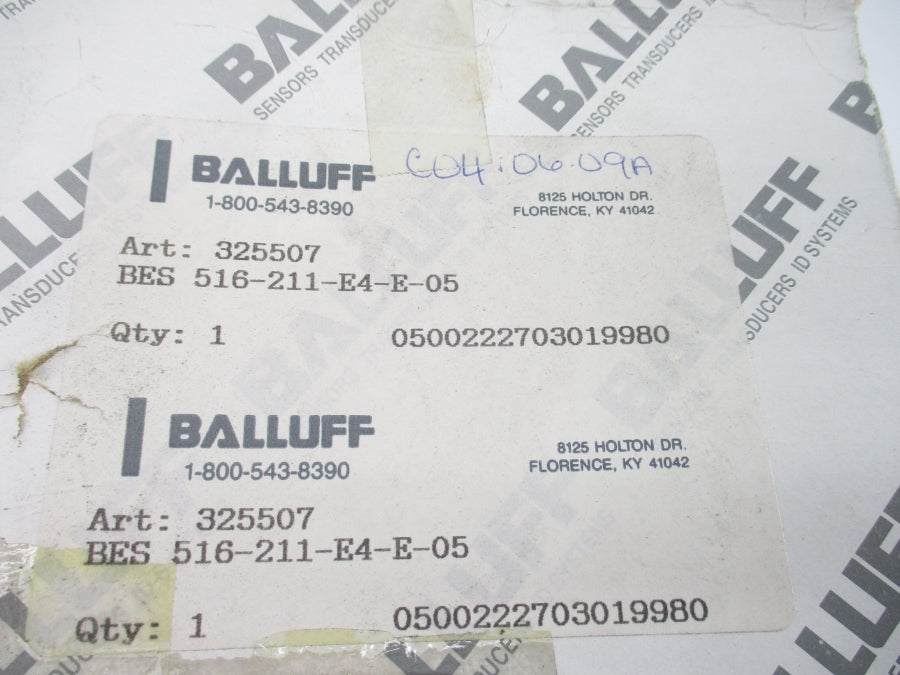 BALLUFF
SENSORS TRANSDUCERS
BALLUFF
SENSORS TRANSDUCERS ID SYSTEMS
BALLUFF C04.06.09A
1-800-543-8390
8125 HOLTON DR.
FLORENCE, KY 41042
Art: 325507
BES 516-211-E4-E-05
Qty: 1 0500222703019980
BALLUFF
1-800-543-8390
8125 HOLTON DR.
FLORENCE, KY 41042
Art: 325507
BES 516-211-E4-E-05
Qty: 1 0500222703019980
BALLUFF